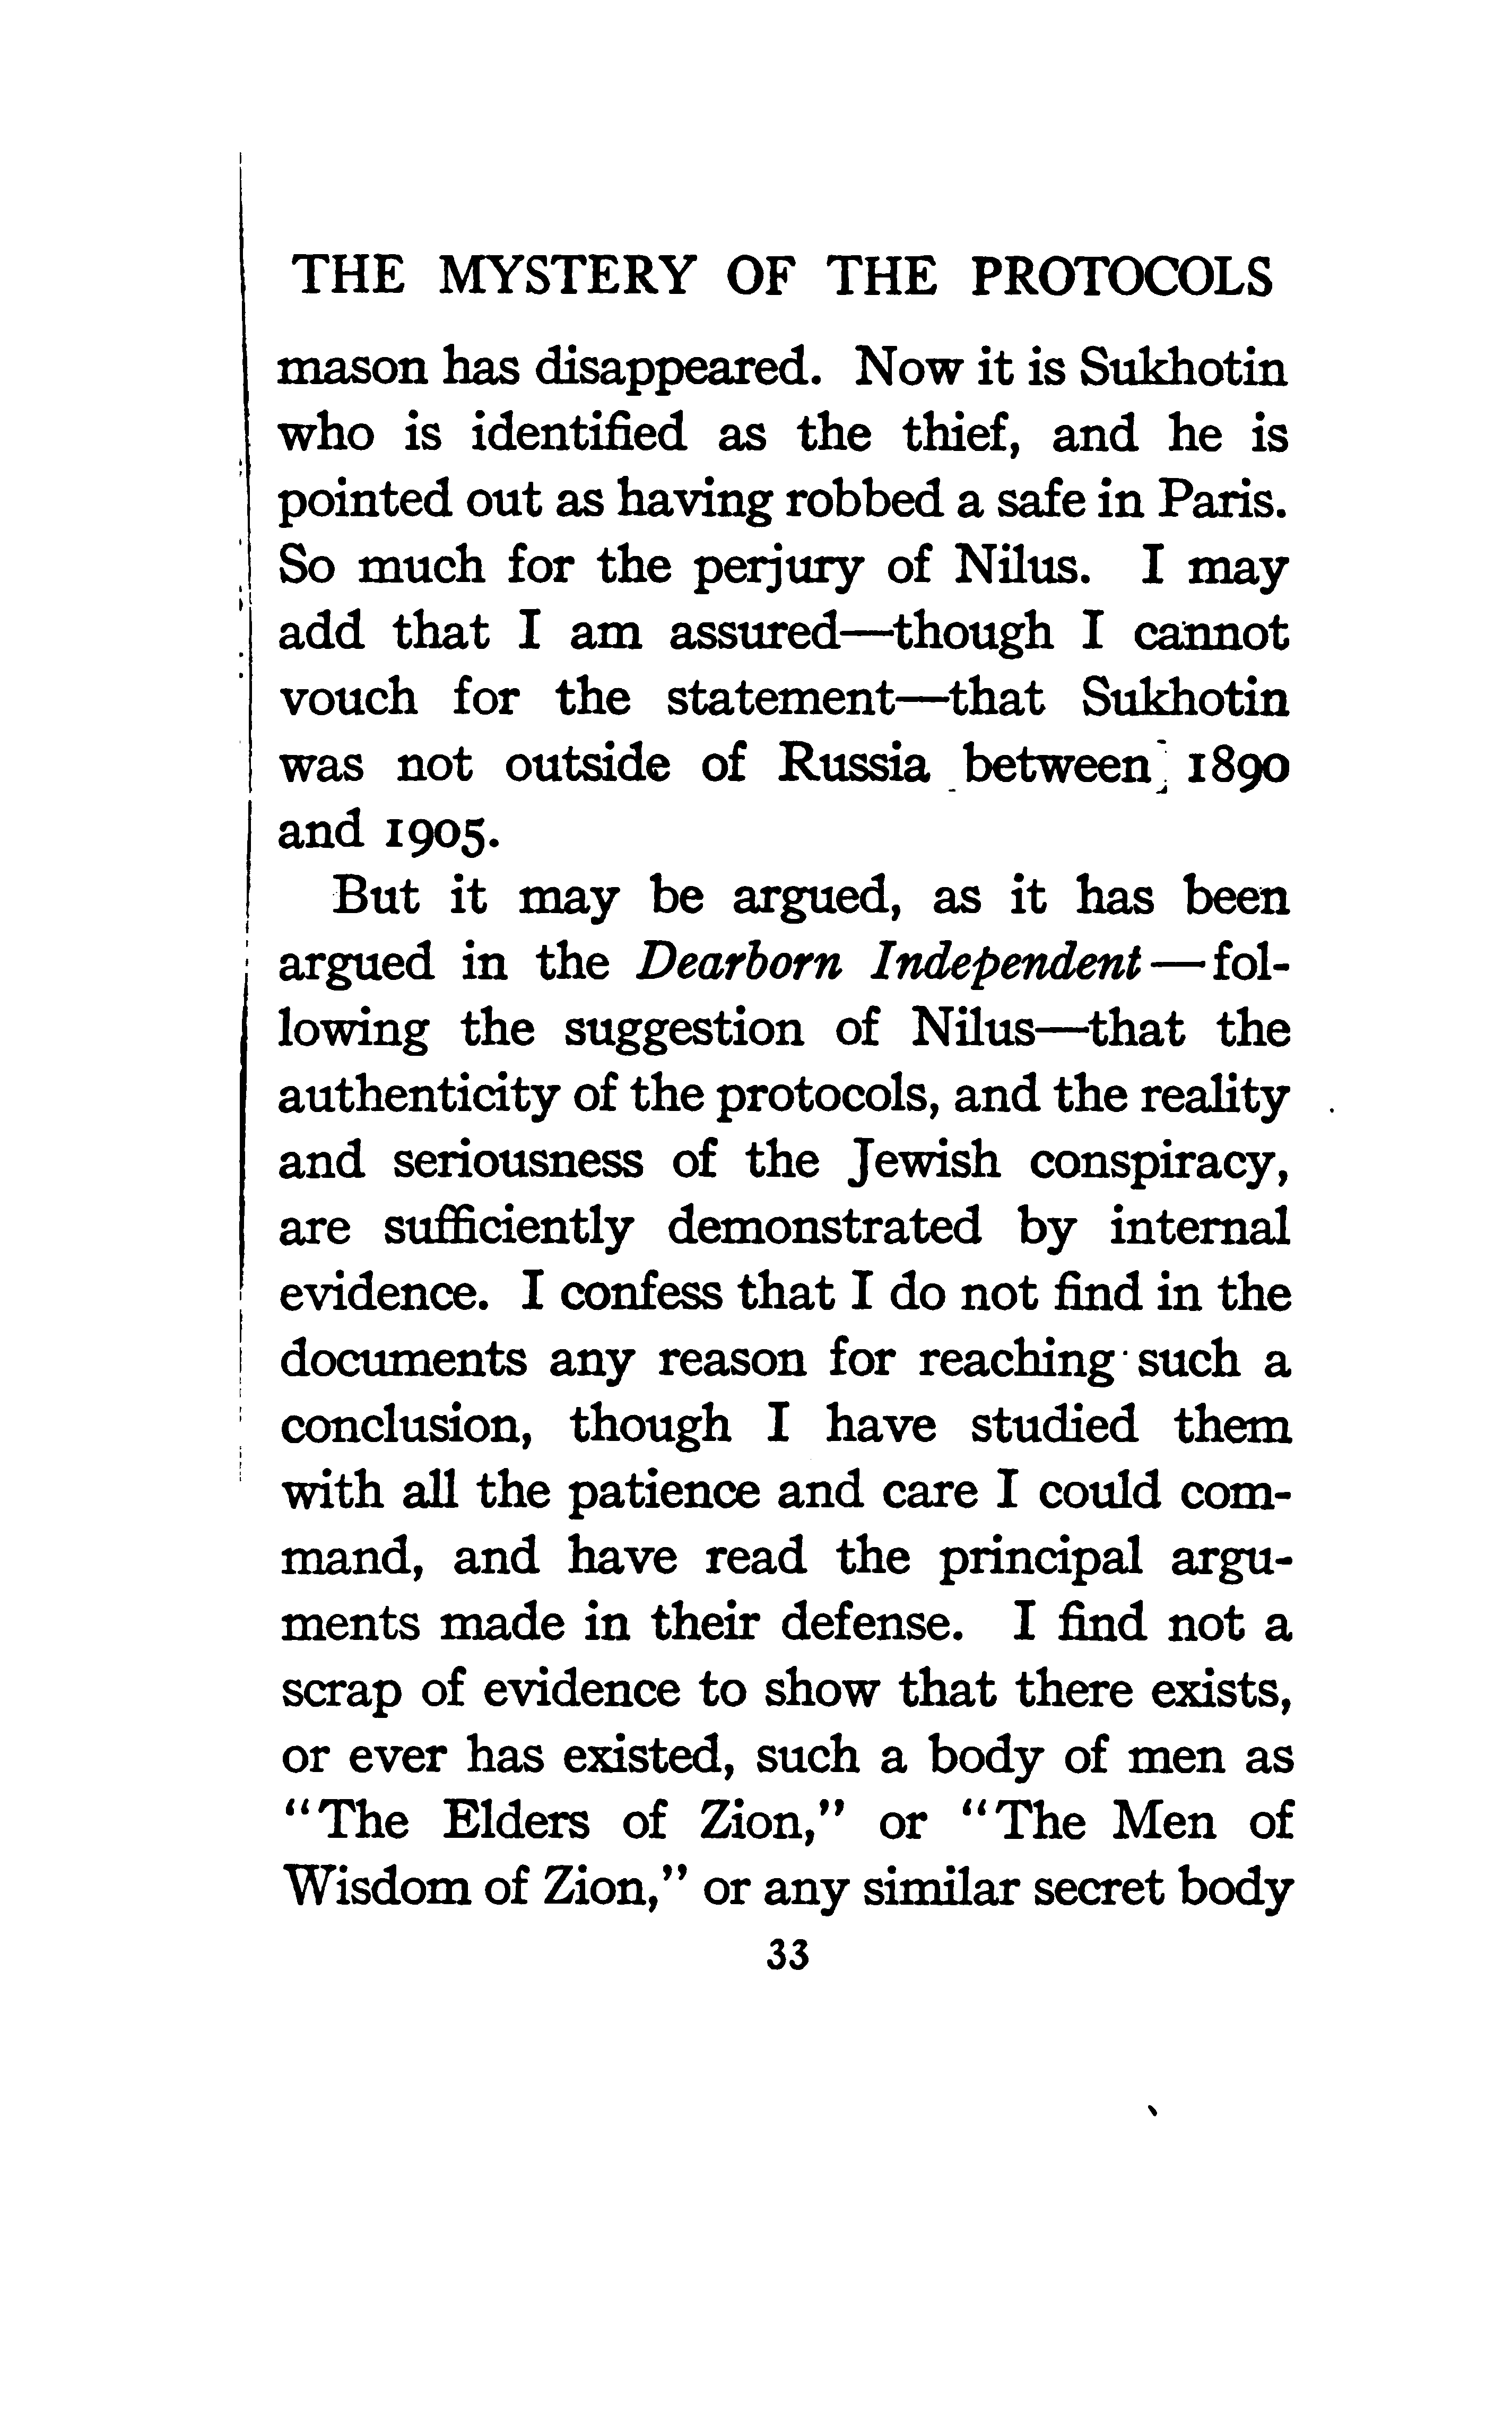 THE MYSTERY OF THE PROTOCOLS
mason has disappeared. Now it is Sukhotin
who is identified as the thief, and he is
pointed out as having robbed a safe in Paris.
So much for the perjury of Nilus. I may
add that I am assured—though I cannot
vouch for the statement—that Sukhotin
was not outside of Russia between 1890
and 1905.
But it may be argued, as it has been
argued in the Dearborn Independent—fol-
lowing the suggestion of Nilus—that the
authenticity of the protocols, and the reality
and seriousness of the Jewish conspiracy,
are sufficiently demonstrated by internal
evidence. I confess that I do not find in the
documents any reason for reaching such a
conclusion, though I have studied them
with all the patience and care I could com-
mand, and have read the principal argu-
ments made in their defense. I find not a
scrap of evidence to show that there exists,
or ever has existed, such a body of men as
“The Elders of Zion,” or “The Men of
Wisdom of Zion,” or any similar secret body
33